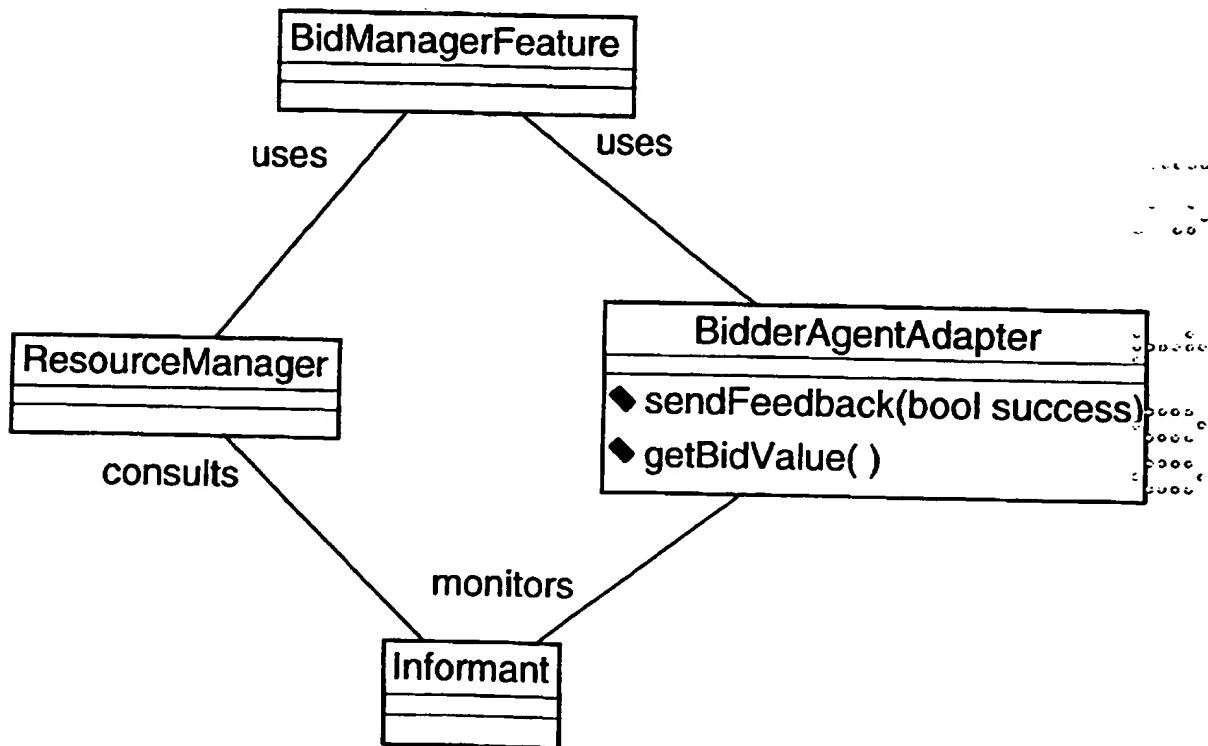 BidManagerFeature
uses
uses
ResourceManager
BidderAgentAdapter
sendFeedback(bool success)
getBidValue( )
consults
monitors
Informant